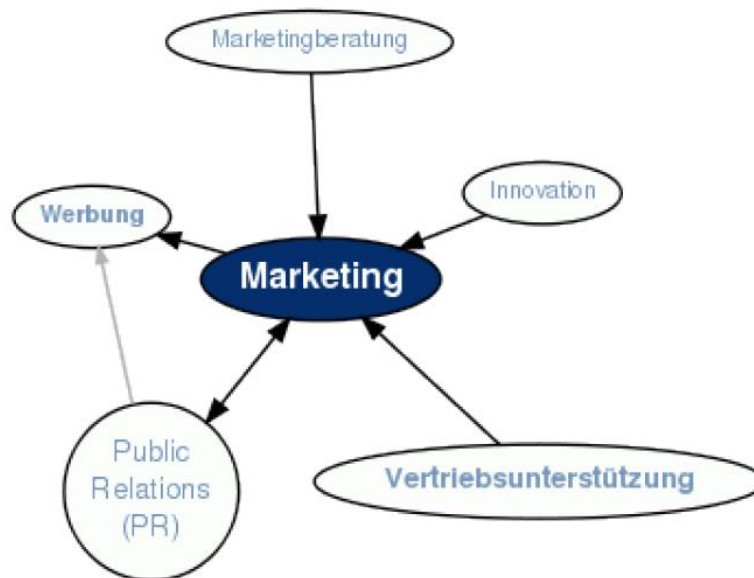 Marketingberatung
Innovation
Werbung
Marketing
Public
Relations
(PR)
Vertriebsunterstützung